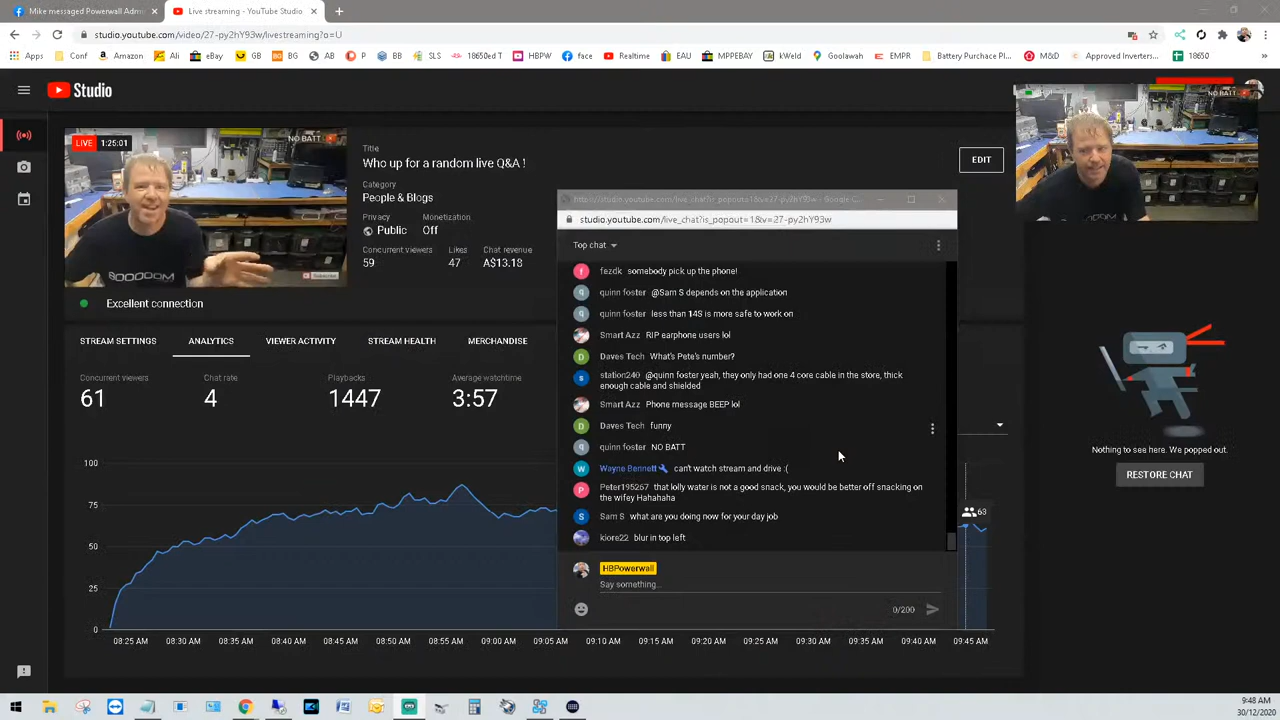 Mike messaged Powerwall Admi
Live streaming - YouTube Studio
studio.youtube.com/video/27-py2hY93w/livestreaming?o=U
Apps Conf Amazon Ali eBay GB BG AB P BB SLS 18650ed T HBPW face Realtime EAU MPPEBAY kWeld Goolawah EMPR Battery Purchace Pl... M&D Approved Inverters... 18650
Studio
LIVE 1:25:01
NO BATT
Title
Who up for a random live Q&A !
Category
People & Blogs
Privacy Monetization
Public Off
Concurrent viewers Likes Chat revenue
59 47 A$13.18
EDIT
NO BATT
Excellent connection
STREAM SETTINGS ANALYTICS VIEWER ACTIVITY STREAM HEALTH MERCHANDISE
Concurrent viewers Chat rate Playbacks Average watchtime
61 4 1447 3:57
100
75
50
25
0
08:25 AM 08:30 AM 08:35 AM 08:40 AM 08:45 AM 08:50 AM 08:55 AM 09:00 AM 09:05 AM 09:10 AM 09:15 AM 09:20 AM 09:25 AM 09:30 AM 09:35 AM 09:40 AM 09:45 AM
63
studio.youtube.com/live_chat?is_popout=1&v=27-py2hY93w
Top chat
fezdk somebody pick up the phone!
quinn foster @Sam S depends on the application
quinn foster less than 14S is more safe to work on
Smart Azz RIP earphone users lol
Daves Tech What's Pete's number?
station240 @quinn foster yeah, they only had one 4 core cable in the store, thick
enough cable and shielded
Smart Azz Phone message BEEP lol
Daves Tech funny
quinn foster NO BATT
Wayne Bennett can't watch stream and drive :(
Peter195267 that lolly water is not a good snack, you would be better off snacking on
the wifey Hahahaha
Sam S what are you doing now for your day job
kiore22 blur in top left
HBPowerwall
Say something...
0/200
Nothing to see here. We popped out.
RESTORE CHAT
9:48 AM
30/12/2020